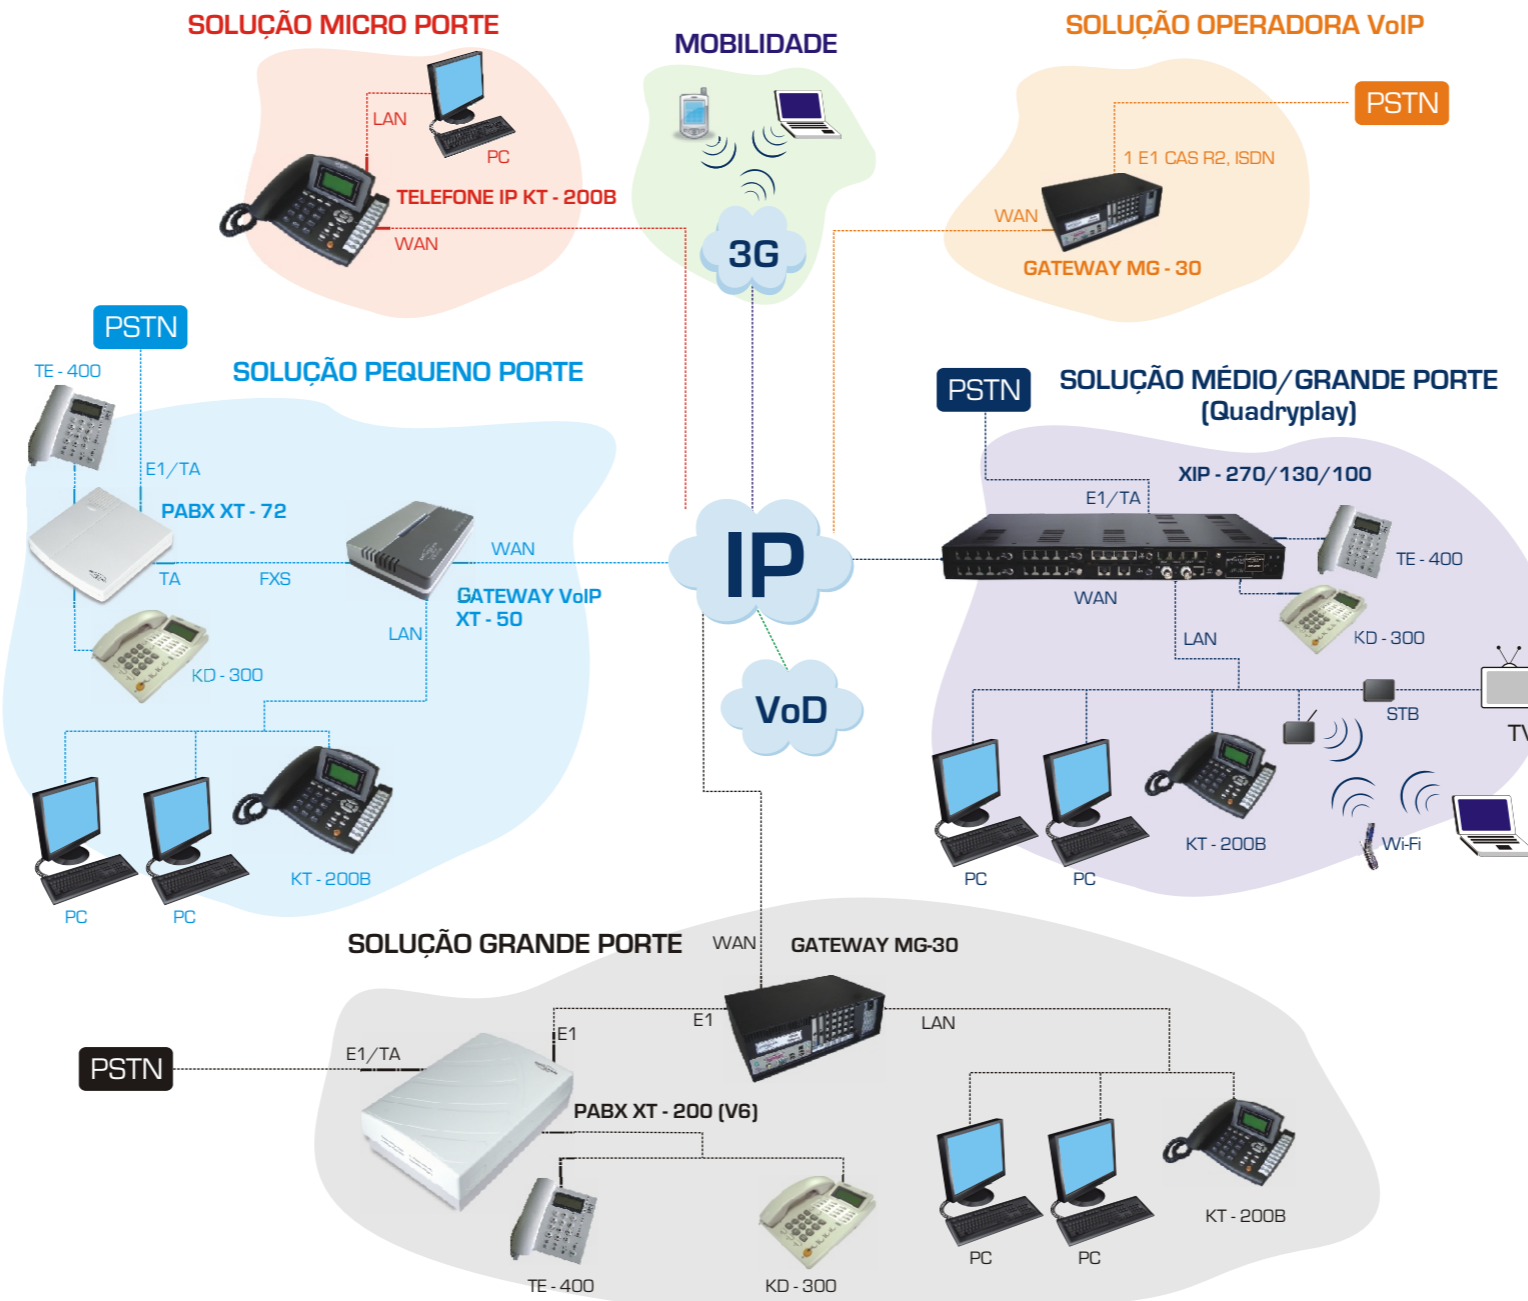 SOLUÇÃO MICRO PORTE
LAN
PC
TELEFONE IP KT - 200B
WAN
MOBILIDADE
3G
SOLUÇÃO OPERADORA VoIP
PSTN
1 E1 CAS R2, ISDN
WAN
GATEWAY MG - 30
PSTN
TE - 400
SOLUÇÃO PEQUENO PORTE
E1/TA
PABX XT - 72
TA
FXS
WAN
GATEWAY VoIP
XT - 50
LAN
KD - 300
KT - 200B
PC
PC
IP
VoD
PSTN
SOLUÇÃO MÉDIO/GRANDE PORTE
(Quadryplay)
XIP - 270/130/100
E1/TA
TE - 400
WAN
KD - 300
LAN
STB
TV
KT - 200B
Wi-Fi
PC
PC
SOLUÇÃO GRANDE PORTE
WAN
GATEWAY MG-30
E1
E1
LAN
PSTN
E1/TA
PABX XT - 200 (V6)
TE - 400
KD - 300
PC
PC
KT - 200B